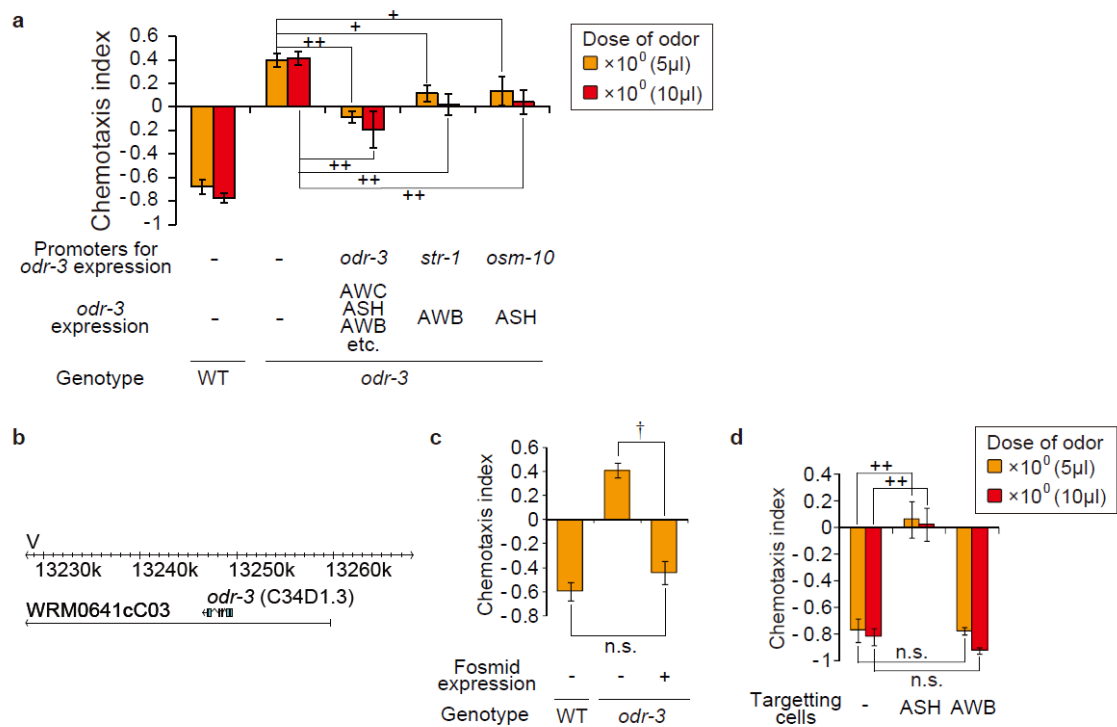 a
Chemotaxis index
0.6
0.4
0.2
0
0.2
0.4
0.6
-0.8
-1
+
+
++
++
++
++
Dose of odor
×10⁰ (5µl)
×10⁰ (10µl)
Promoters for odr-3 expression
- - odr-3 str-1 osm-10
odr-3 expression
- -
AWC
ASH
AWB
etc.
AWB ASH
Genotype WT odr-3
b
V
13230k 13240k 13250k 13260k
odr-3 (C34D1.3)
WRM0641cC03
c
Chemotaxis index
0.6
0.4
0.2
0
- 0.2
- 0.4
- 0.6
- 0.8
†
n.s.
Fosmid expression - - +
Genotype WT odr-3
d
Dose of odor
×10⁰ (5µl)
×10⁰ (10µl)
Chemotaxis index
0.4
0.2
0
- 0.2
- 0.4
- 0.6
- 0.8
- 1
++
++
n.s.
n.s.
Targetting cells - ASH AWB